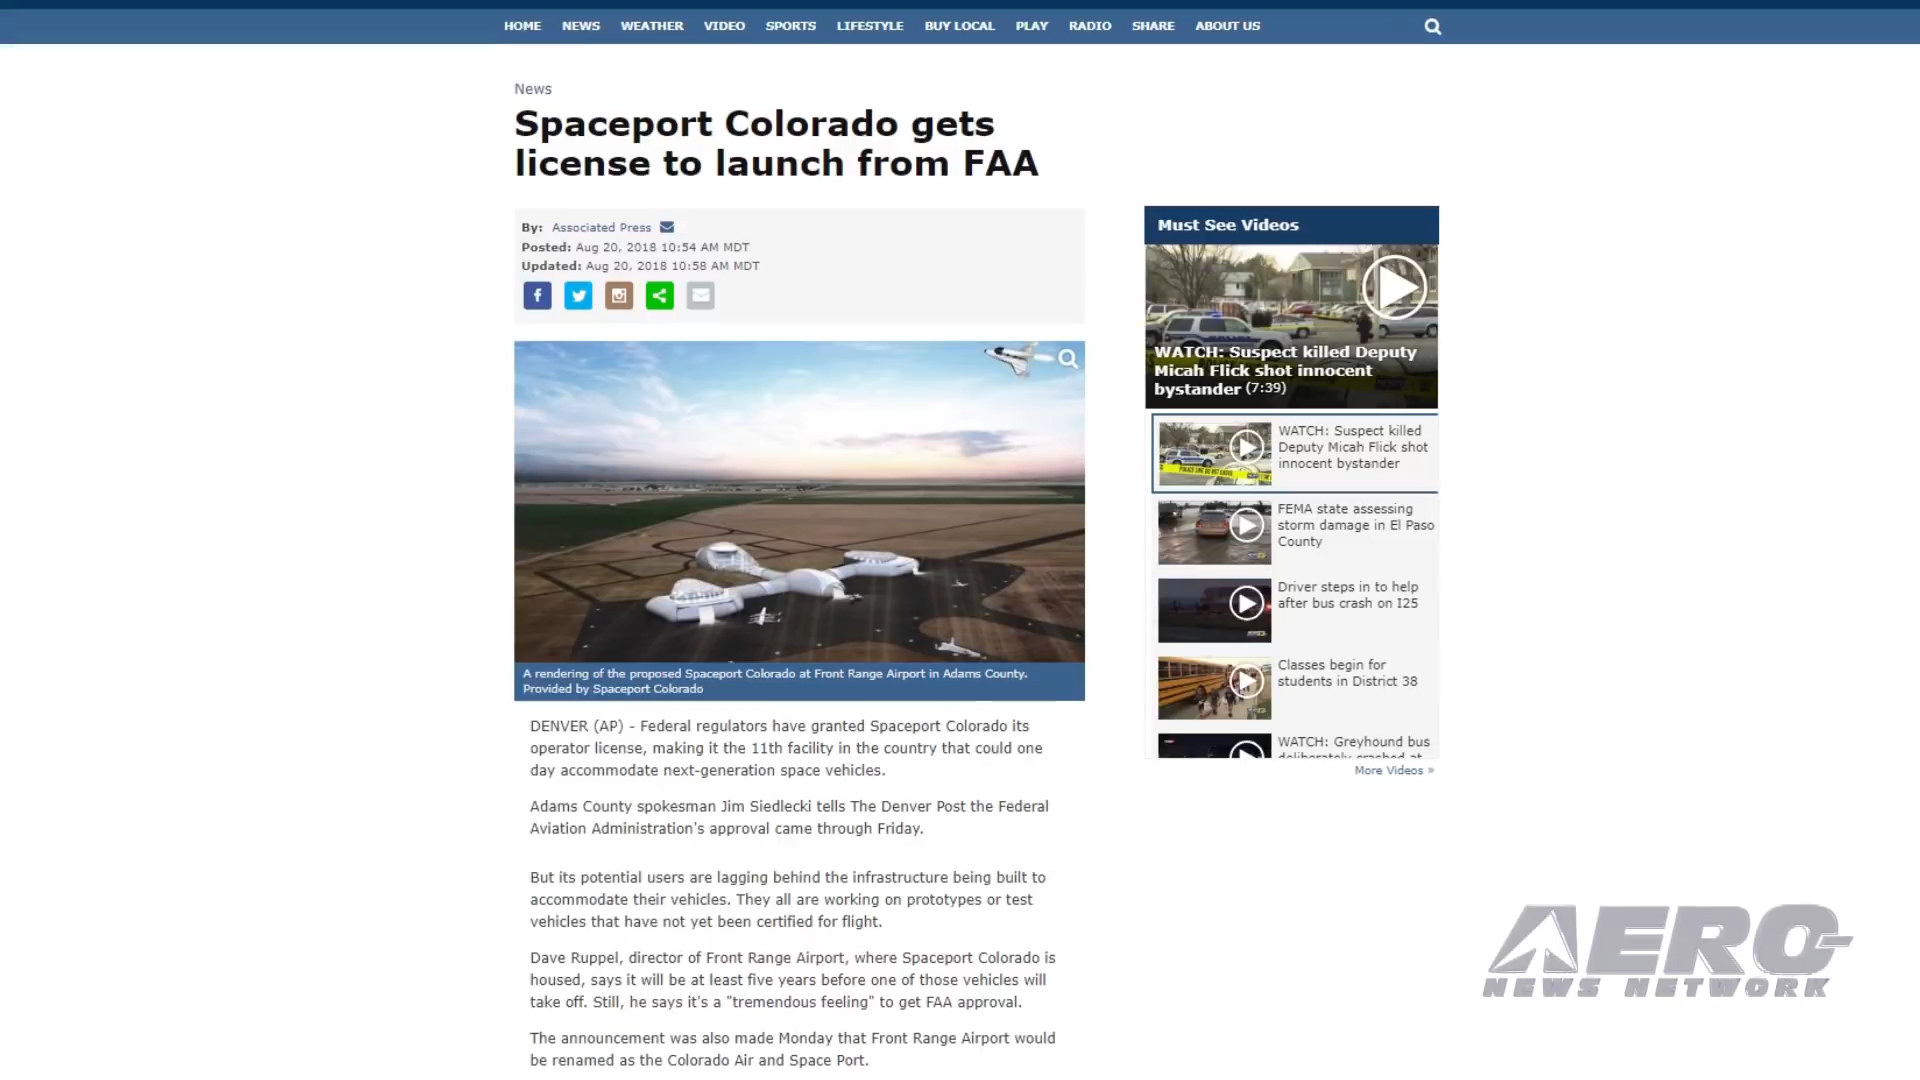 HOME NEWS WEATHER VIDEO SPORTS LIFESTYLE BUY LOCAL PLAY RADIO SHARE ABOUT US
News
Spaceport Colorado gets
license to launch from FAA
By: Associated Press
Posted: Aug 20, 2018 10:54 AM MDT
Updated: Aug 20, 2018 10:58 AM MDT
A rendering of the proposed Spaceport Colorado at Front Range Airport in Adams County.
Provided by Spaceport Colorado
DENVER (AP) - Federal regulators have granted Spaceport Colorado its
operator license, making it the 11th facility in the country that could one
day accommodate next-generation space vehicles.
Adams County spokesman Jim Siedlecki tells The Denver Post the Federal
Aviation Administration's approval came through Friday.
But its potential users are lagging behind the infrastructure being built to
accommodate their vehicles. They all are working on prototypes or test
vehicles that have not yet been certified for flight.
Dave Ruppel, director of Front Range Airport, where Spaceport Colorado is
housed, says it will be at least five years before one of those vehicles will
take off. Still, he says it's a "tremendous feeling" to get FAA approval.
The announcement was also made Monday that Front Range Airport would
be renamed as the Colorado Air and Space Port.
Must See Videos
WATCH: Suspect killed Deputy
Micah Flick shot innocent
bystander (7:39)
WATCH: Suspect killed
Deputy Micah Flick shot
innocent bystander
FEMA state assessing
storm damage in El Paso
County
Driver steps in to help
after bus crash on I25
Classes begin for
students in District 38
WATCH: Greyhound bus
deliberately crashed at
More Videos »
AERO-
NEWS NETWORK